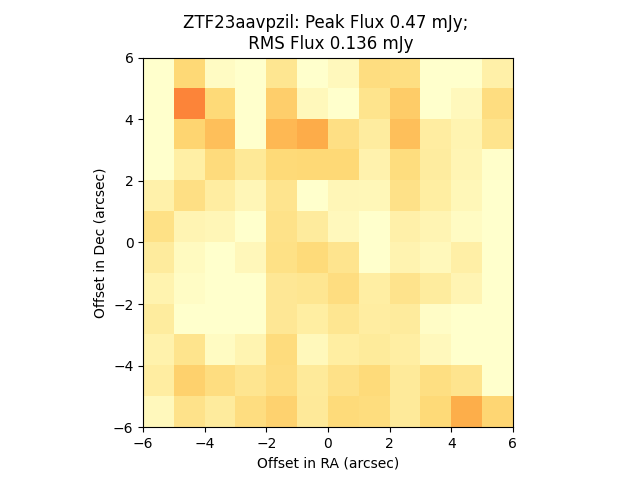 ZTF23aavpzil: Peak Flux 0.47 mJy;
RMS Flux 0.136 mJy
6
4
2
0
−2
−4
−6
Offset in Dec (arcsec)
−6 −4 −2 0 2 4 6
Offset in RA (arcsec)